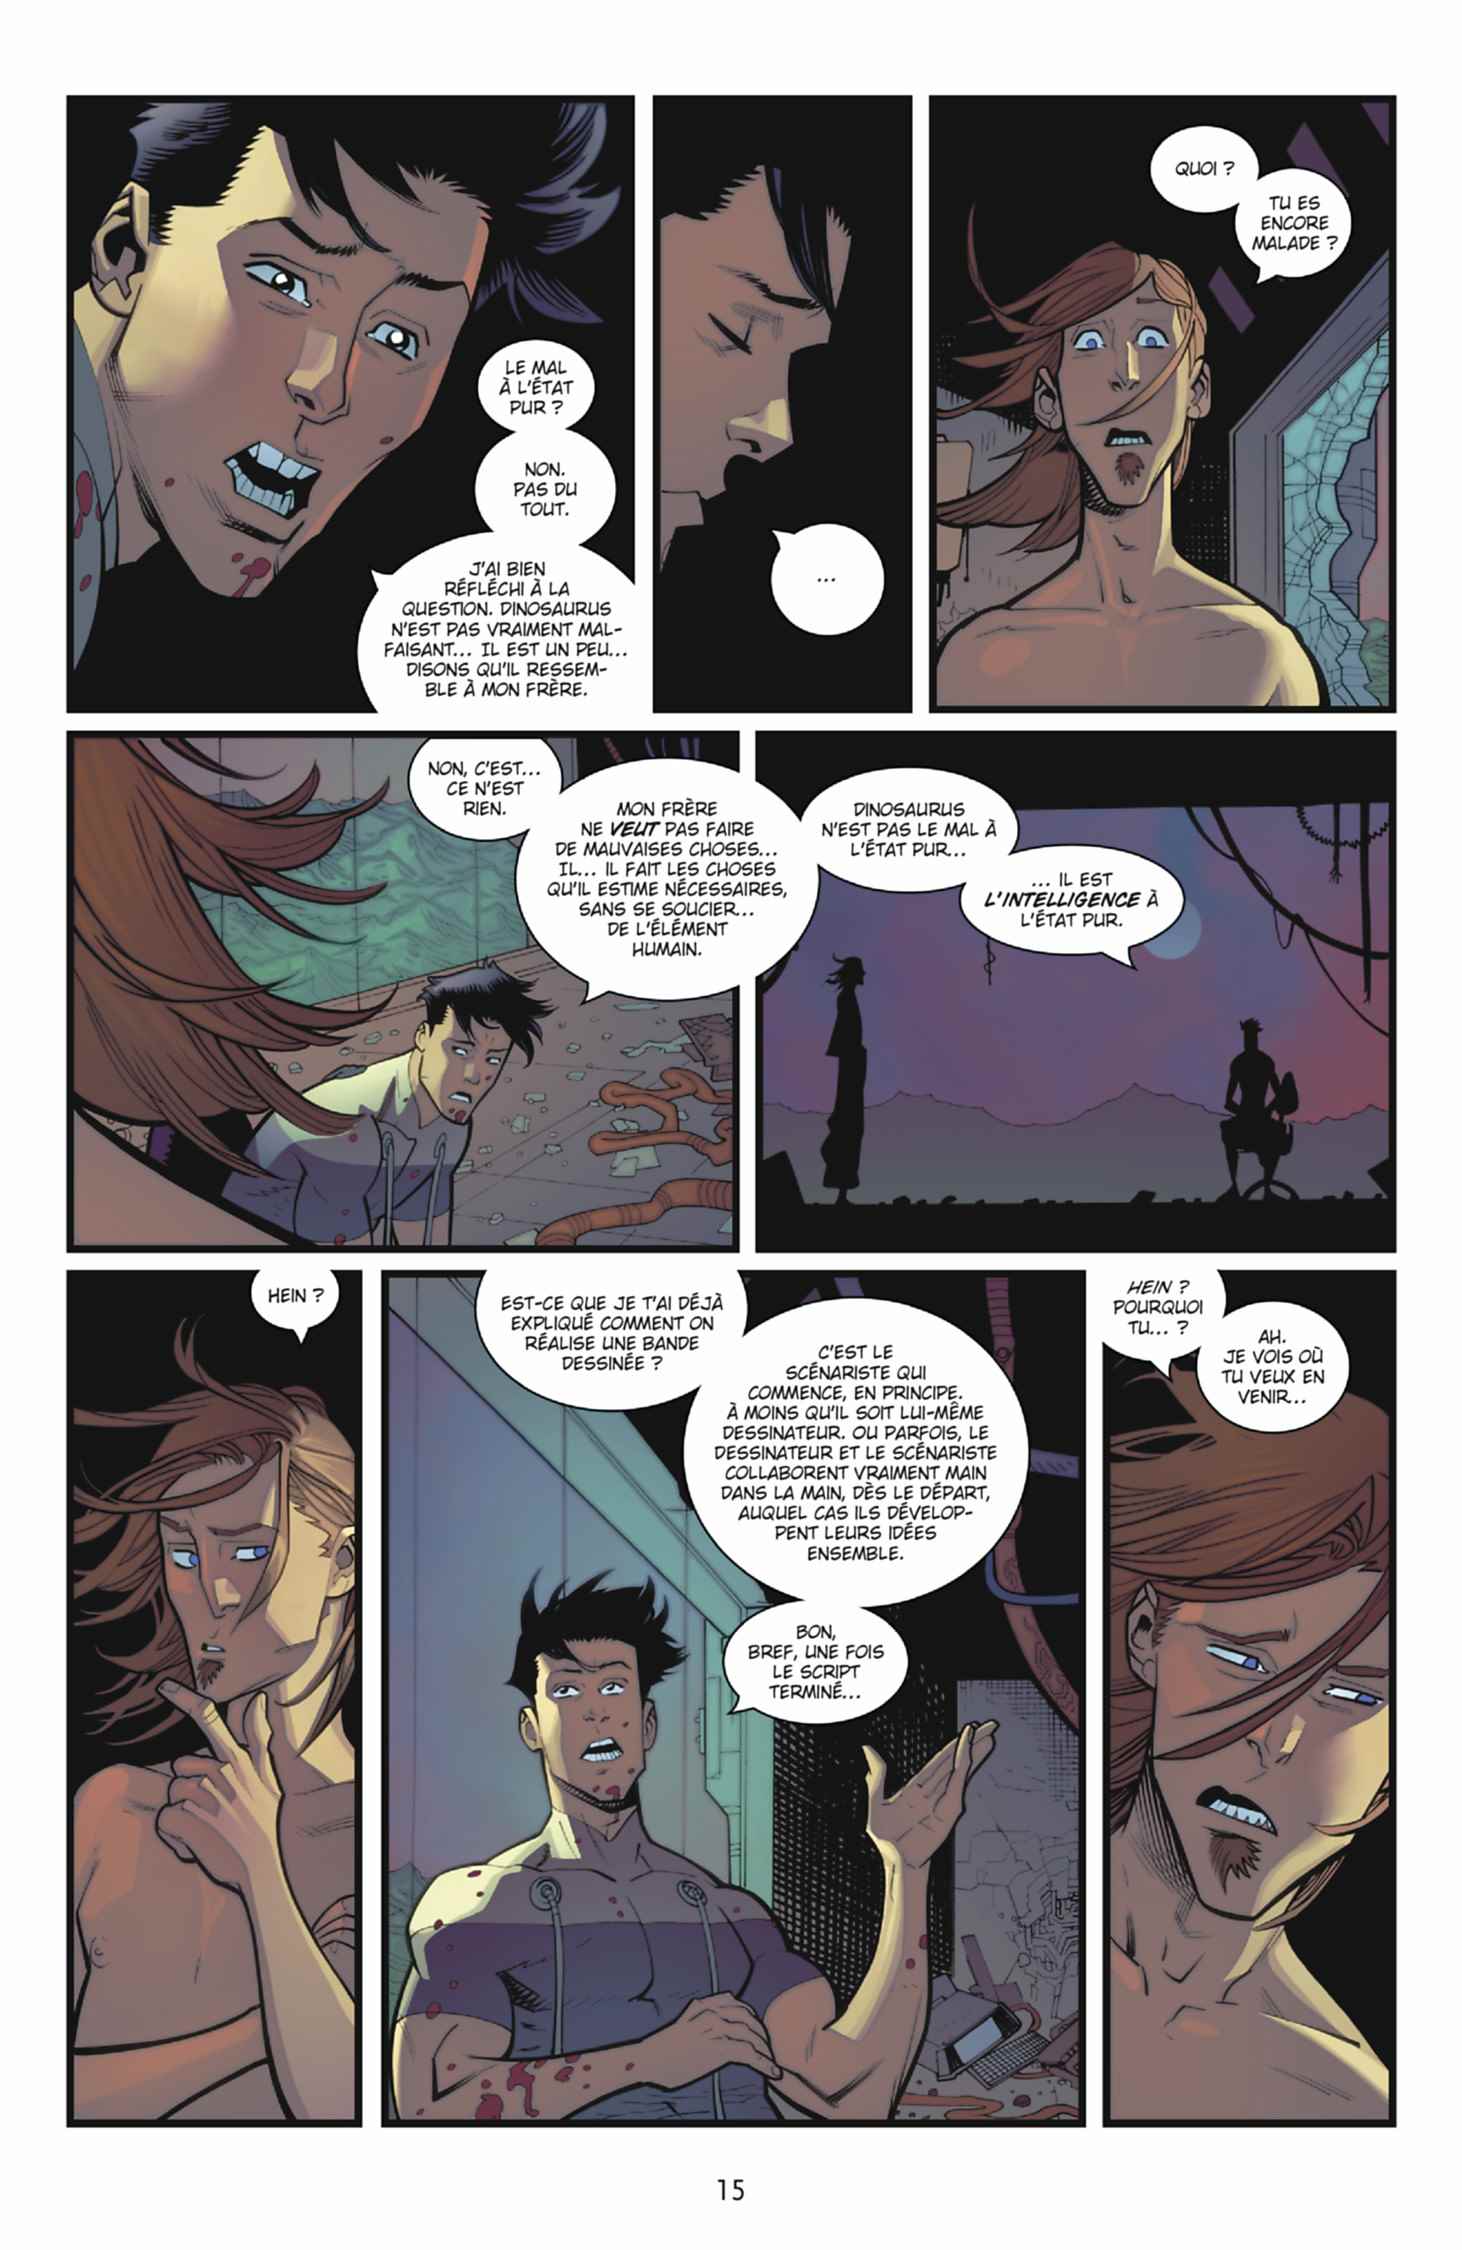 LE MAL
À L'ÉTAT
PUR ?
NON.
PAS DU
TOUT.
J'AI BIEN
RÉFLÉCHI À LA
QUESTION. DINOSAURUS
N'EST PAS VRAIMENT MAL-
FAISANT... IL EST UN PEU...
DISONS QU'IL RESSEM-
BLE À MON FRÈRE.
...
QUOI ?
TU ES
ENCORE
MALADE ?
NON, C'EST...
CE N'EST
RIEN.
MON FRÈRE
NE VEUT PAS FAIRE
DE MAUVAISES CHOSES...
IL... IL FAIT LES CHOSES
QU'IL ESTIME NÉCESSAIRES,
SANS SE SOUCIER...
DE L'ÉLÉMENT
HUMAIN.
DINOSAURUS
N'EST PAS LE MAL À
L'ÉTAT PUR...
... IL EST
L'INTELLIGENCE À
L'ÉTAT PUR.
HEIN ?
EST-CE QUE JE T'AI DÉJÀ
EXPLIQUÉ COMMENT ON
RÉALISE UNE BANDE
DESSINÉE ?
C'EST LE
SCÉNARISTE QUI
COMMENCE, EN PRINCIPE.
À MOINS QU'IL SOIT LUI-MÊME
DESSINATEUR. OU PARFOIS, LE
DESSINATEUR ET LE SCÉNARISTE
COLLABORENT VRAIMENT MAIN
DANS LA MAIN, DÈS LE DÉPART,
AUQUEL CAS ILS DÉVELOP-
PENT LEURS IDÉES
ENSEMBLE.
BON,
BREF, UNE FOIS
LE SCRIPT
TERMINÉ...
HEIN ?
POURQUOI
TU... ?
AH.
JE VOIS OÙ
TU VEUX EN
VENIR...
15